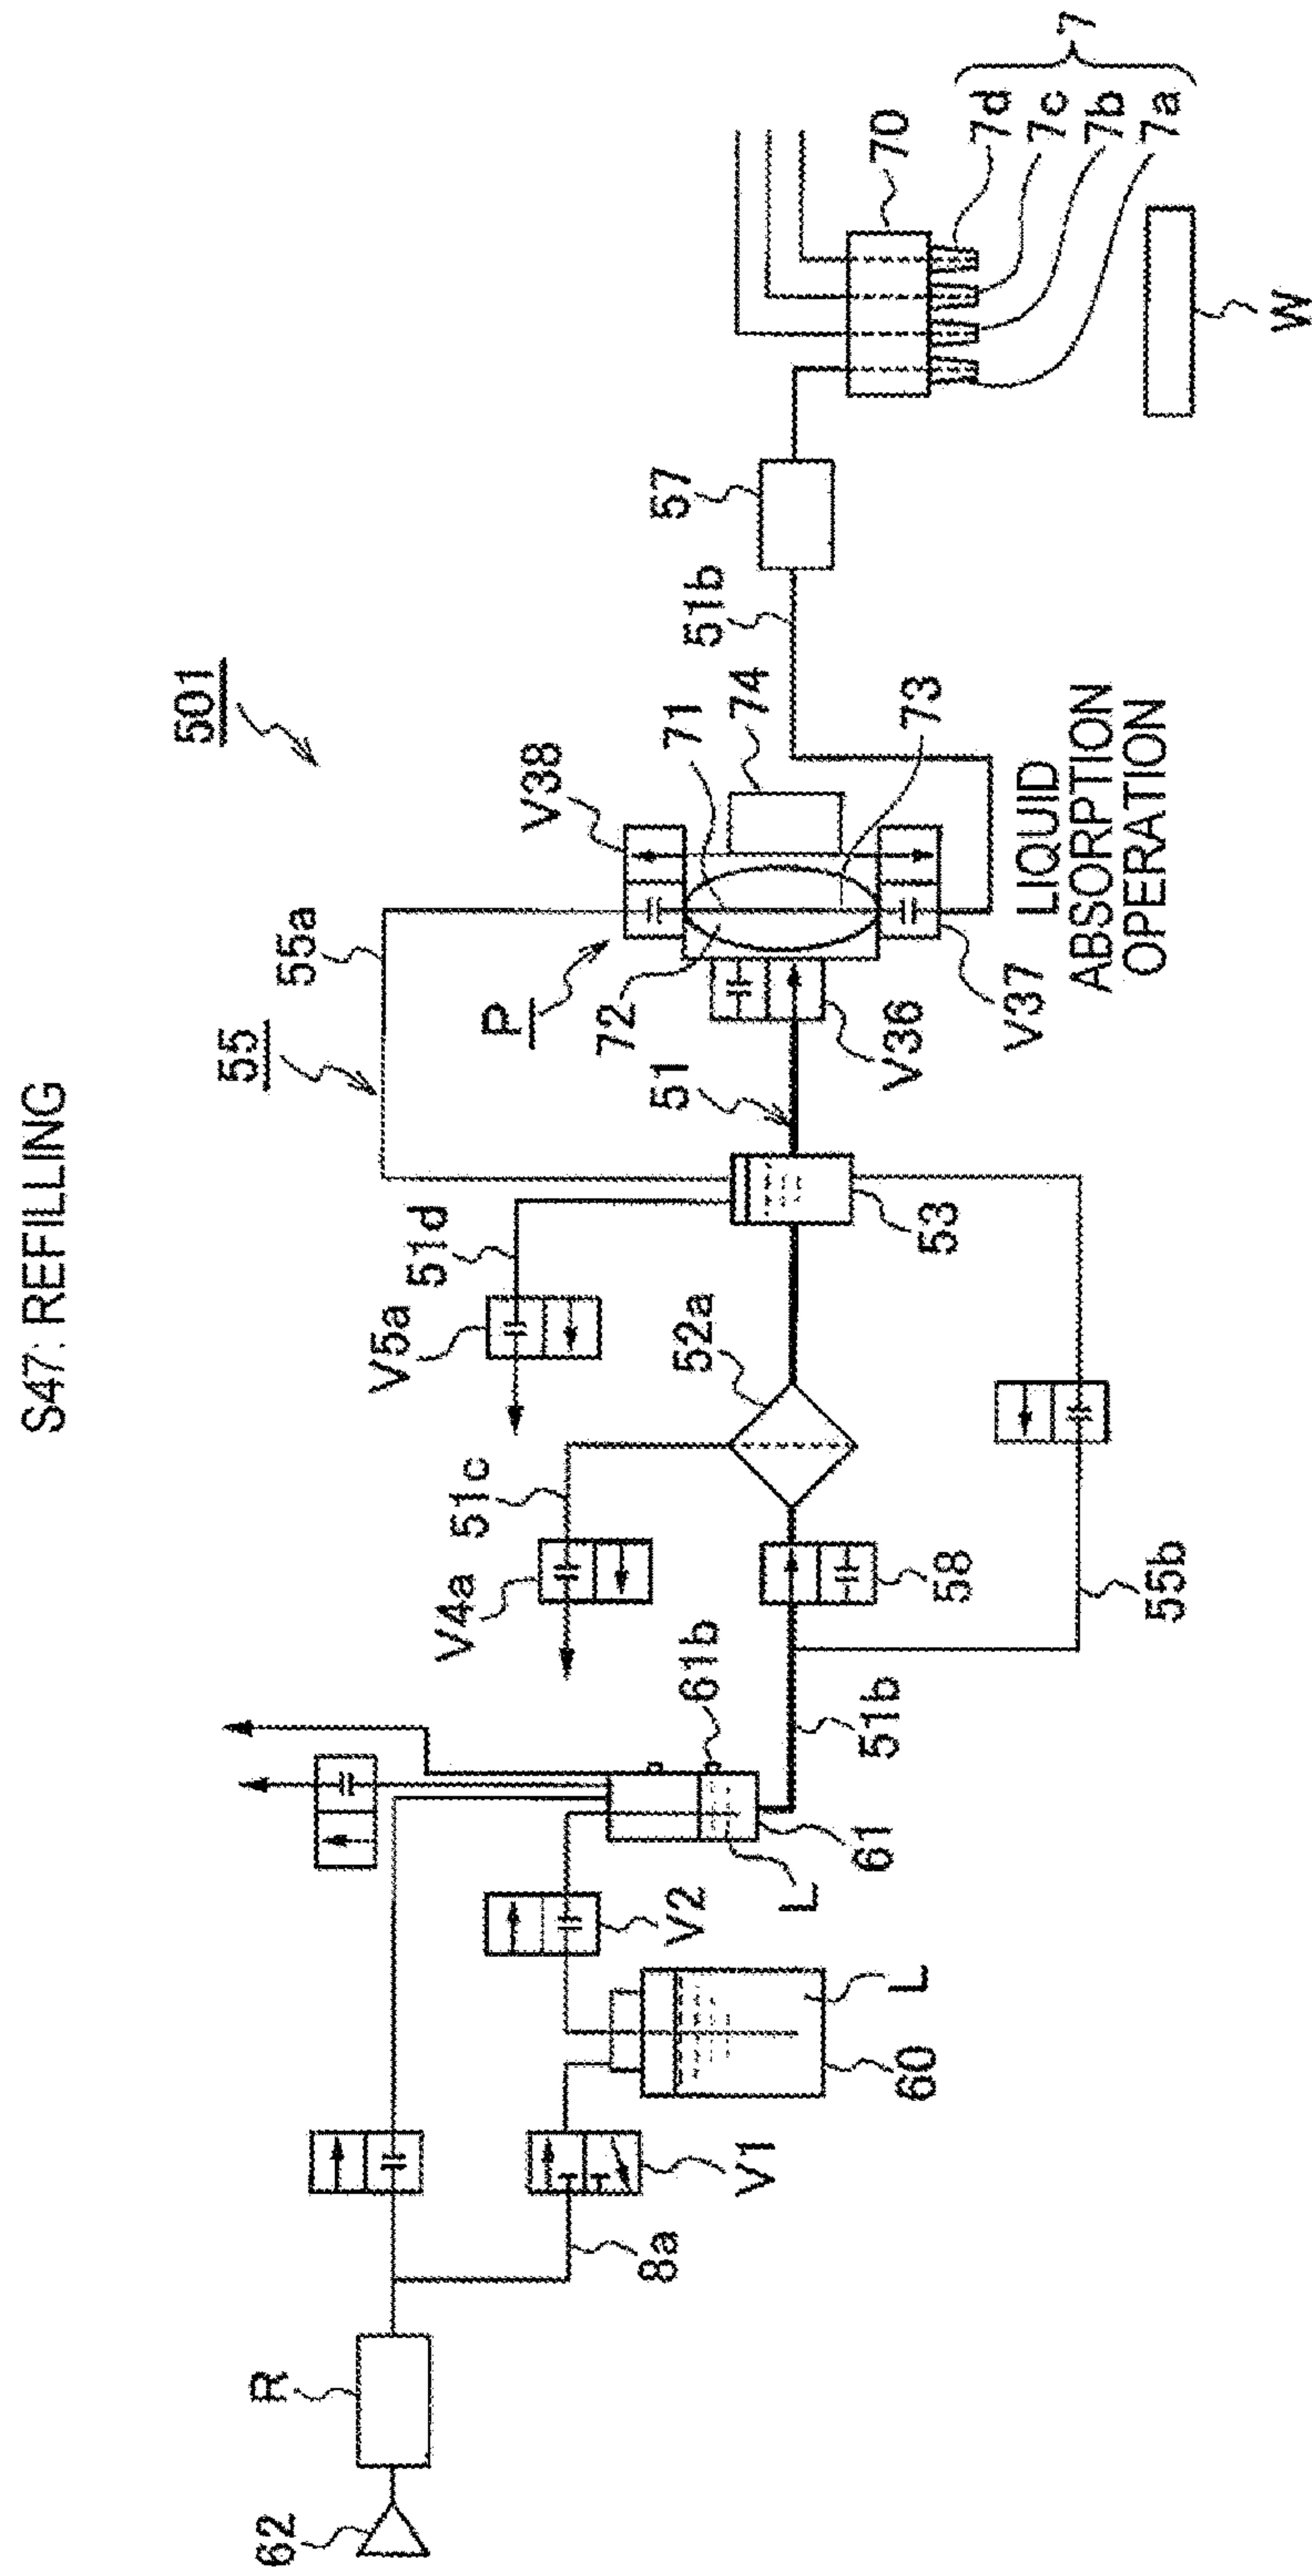 S47: REFILLING
501
55
55a
P
V38
71
74
72
73
51
V36
V37
51b
57
70
7d
7c
7b
7a
7
W
LIQUID
ABSORPTION
OPERATION
51d
V5a
53
52a
51c
V4a
58
55b
61b
51b
61
L
V2
L
60
V1
8a
R
62